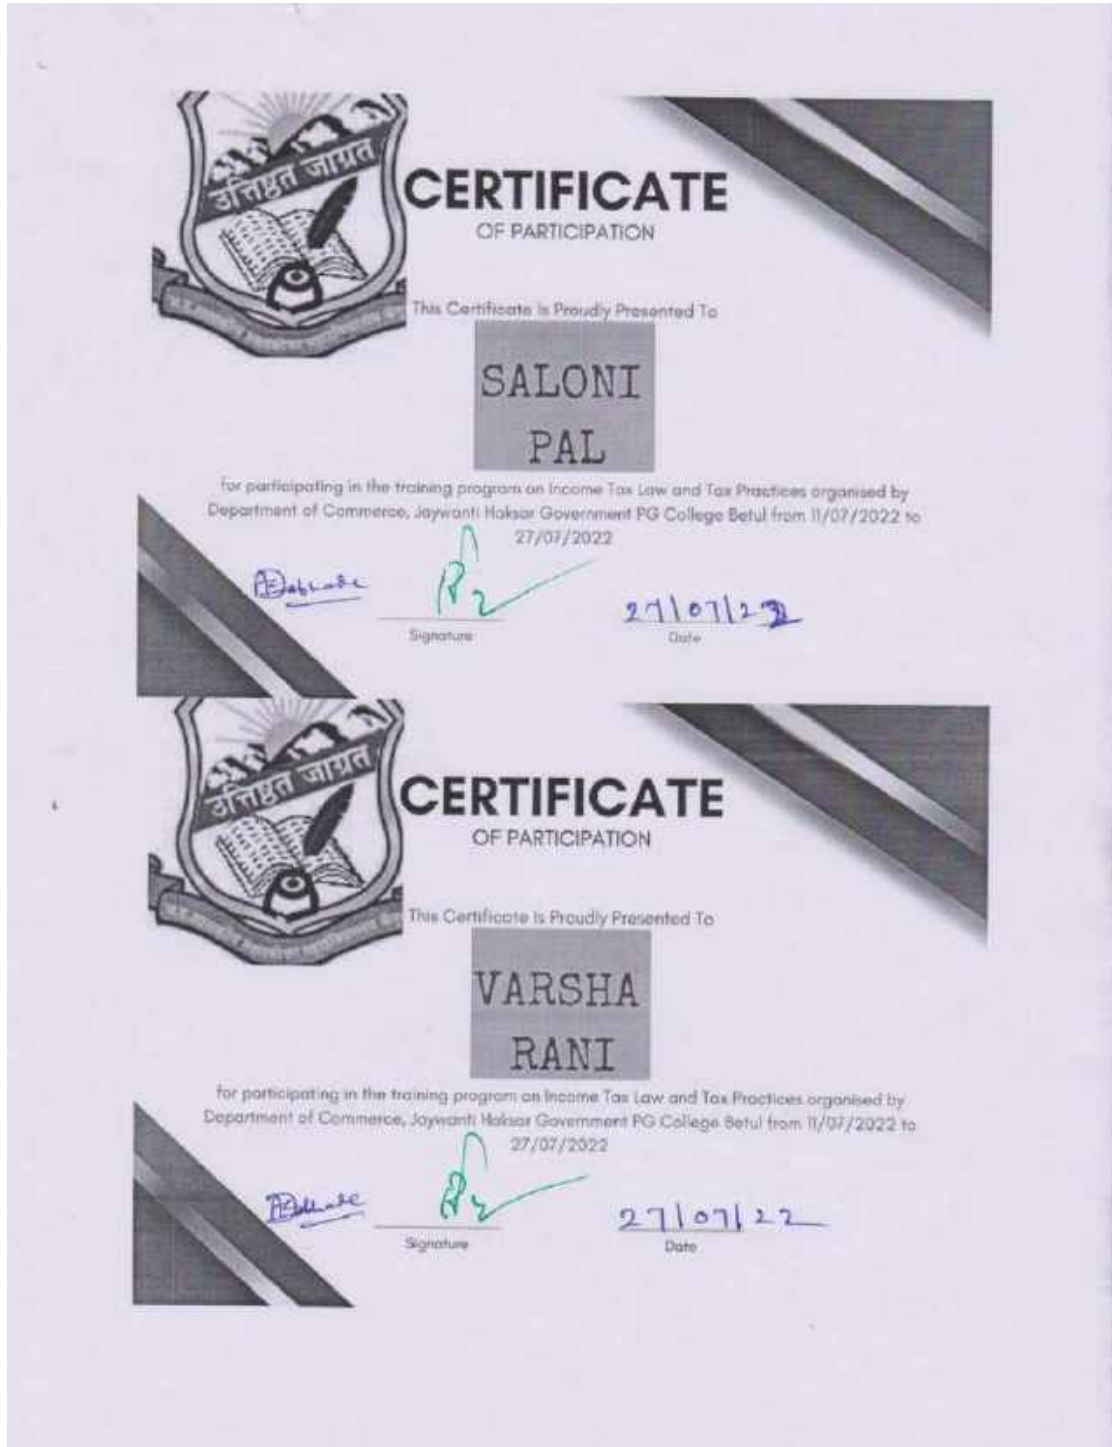 उत्तिष्ठत जाग्रत
CERTIFICATE
OF PARTICIPATION
This Certificate Is Proudly Presented To
SALONI
PAL
for participating in the training program on Income Tax Law and Tax Practices organised by
Department of Commerce, Jaywanti Haksar Government PG College Betul from 11/07/2022 to
27/07/2022
27/07/22
Signature
Date
उत्तिष्ठत जाग्रत
CERTIFICATE
OF PARTICIPATION
This Certificate Is Proudly Presented To
VARSHA
RANI
for participating in the training program on Income Tax Law and Tax Practices organised by
Department of Commerce, Jaywanti Haksar Government PG College Betul from 11/07/2022 to
27/07/2022
27/07/22
Signature
Date